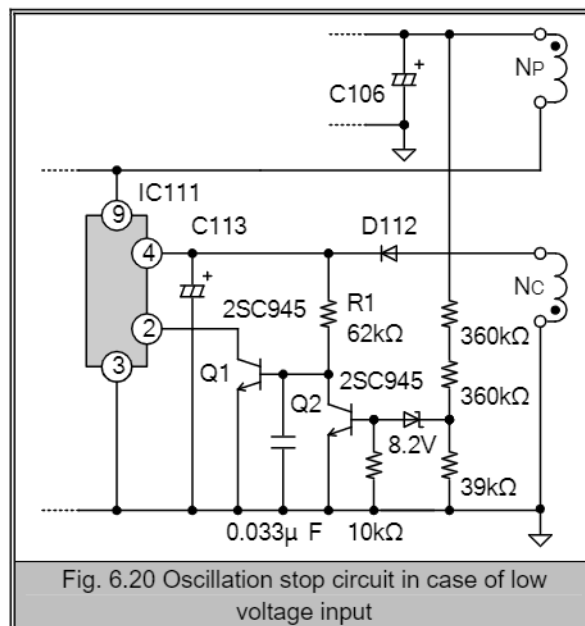 C106
+
NP
IC111
9
C113
D112
4
+
2SC945
R1
62kΩ
NC
360kΩ
2
Q1
2SC945
360kΩ
3
Q2
8.2V
39kΩ
0.033μ F
10kΩ
Fig. 6.20 Oscillation stop circuit in case of low
voltage input